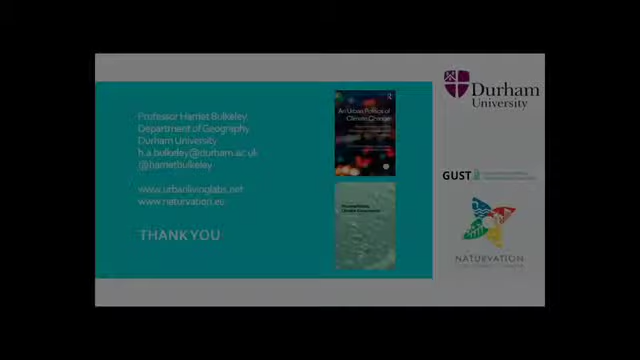 Professor Harriet Bulkeley
Department of Geography
Durham University
h.a.bulkeley@durham.ac.uk
@harrietbulkeley
www.urbanlivinglabs.net
www.naturvation.eu
THANK YOU
An Urban Politics of
Climate Change
Durham
University
GUST
NATURVATION